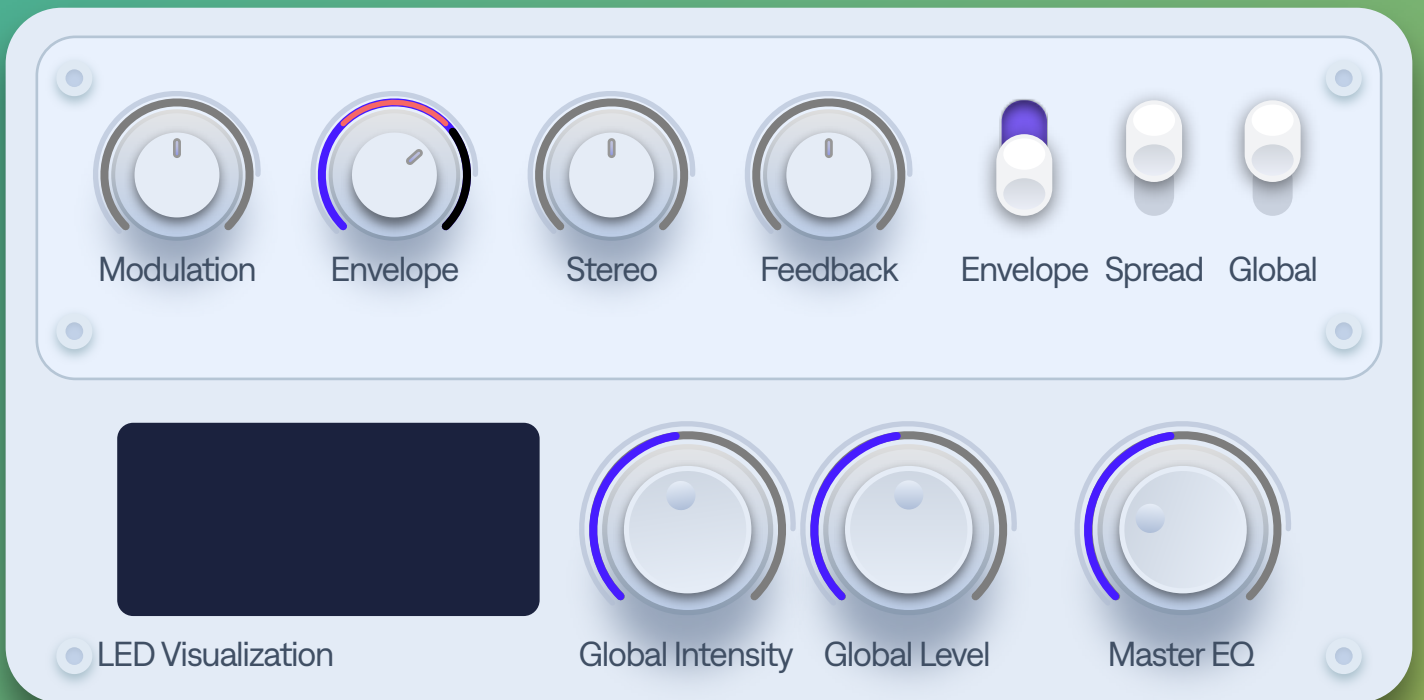 Modulation
Envelope
Stereo
Feedback
Envelope
Spread
Global
LED Visualization
Global Intensity
Global Level
Master EQ